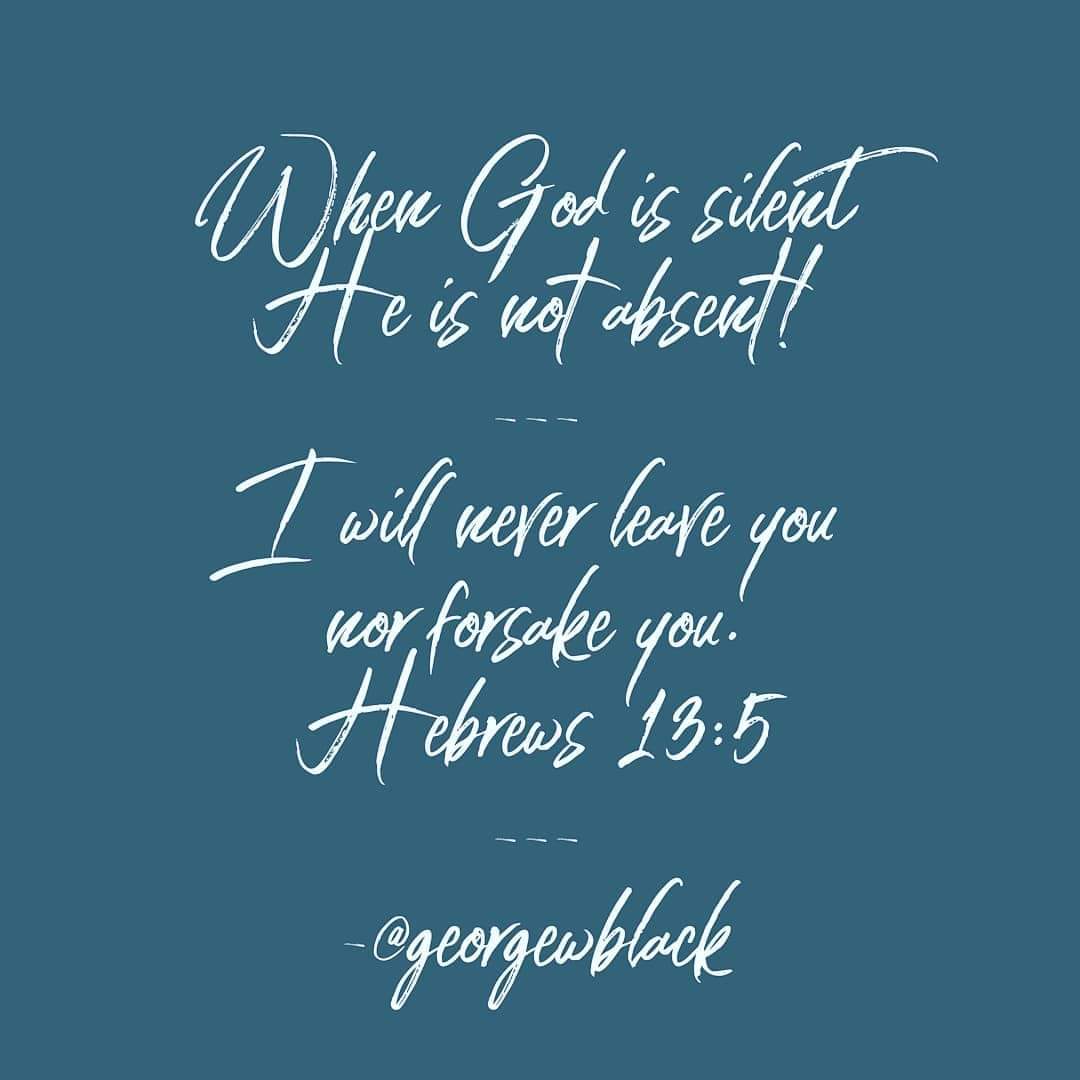 When God is silent
He is not absent!
---
I will never leave you
nor forsake you.
Hebrews 13:5
---
-@georgewblack